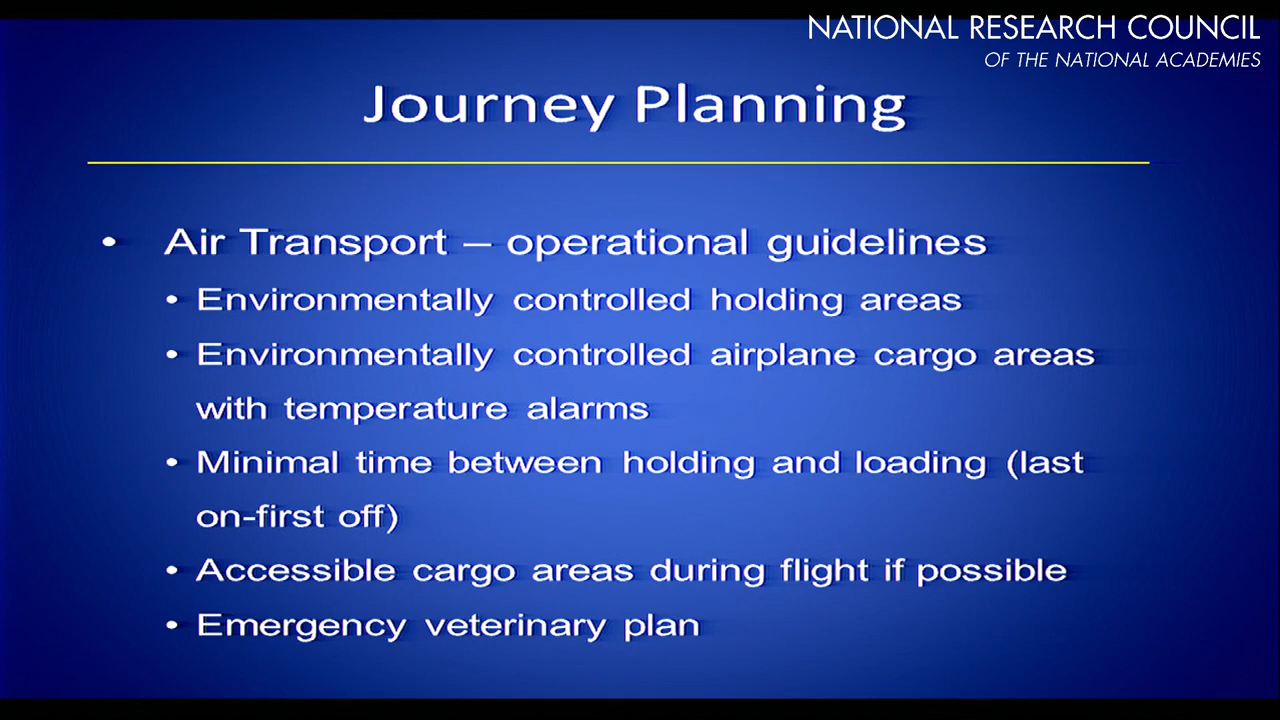 NATIONAL RESEARCH COUNCIL
OF THE NATIONAL ACADEMIES
Journey Planning
• Air Transport – operational guidelines
• Environmentally controlled holding areas
• Environmentally controlled airplane cargo areas
with temperature alarms
• Minimal time between holding and loading (last
on-first off)
• Accessible cargo areas during flight if possible
• Emergency veterinary plan